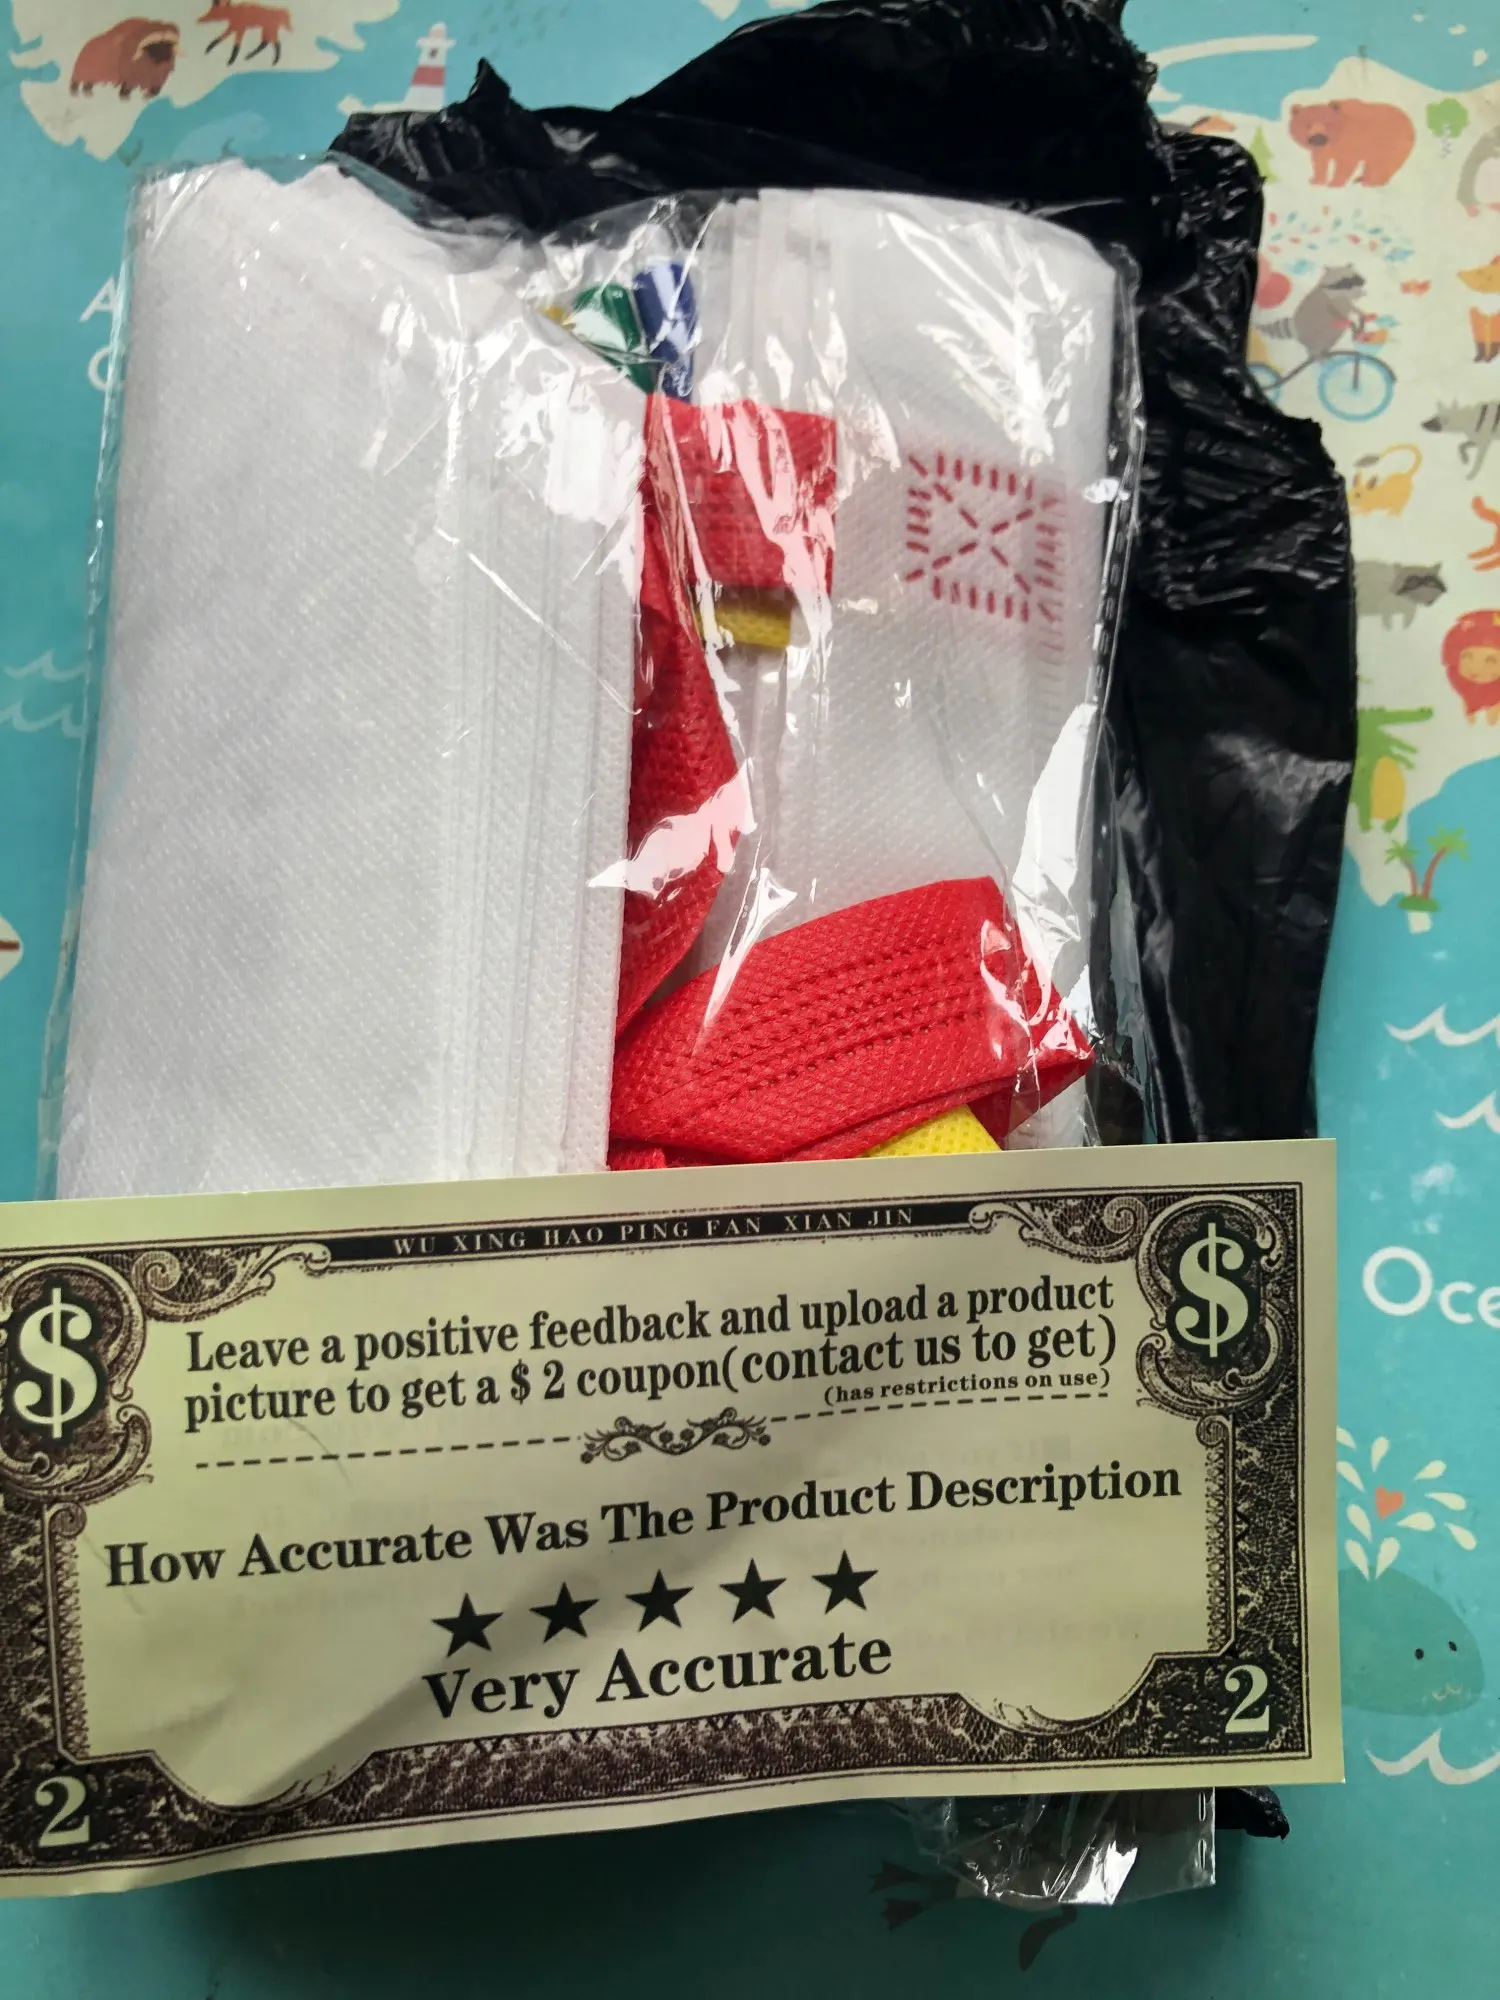 WU XING HAO PING FAN XIAN JIN
$
$
Leave a positive feedback and upload a product
picture to get a $ 2 coupon(contact us to get)
(has restrictions on use)
How Accurate Was The Product Description
Very Accurate
2
2
Oce